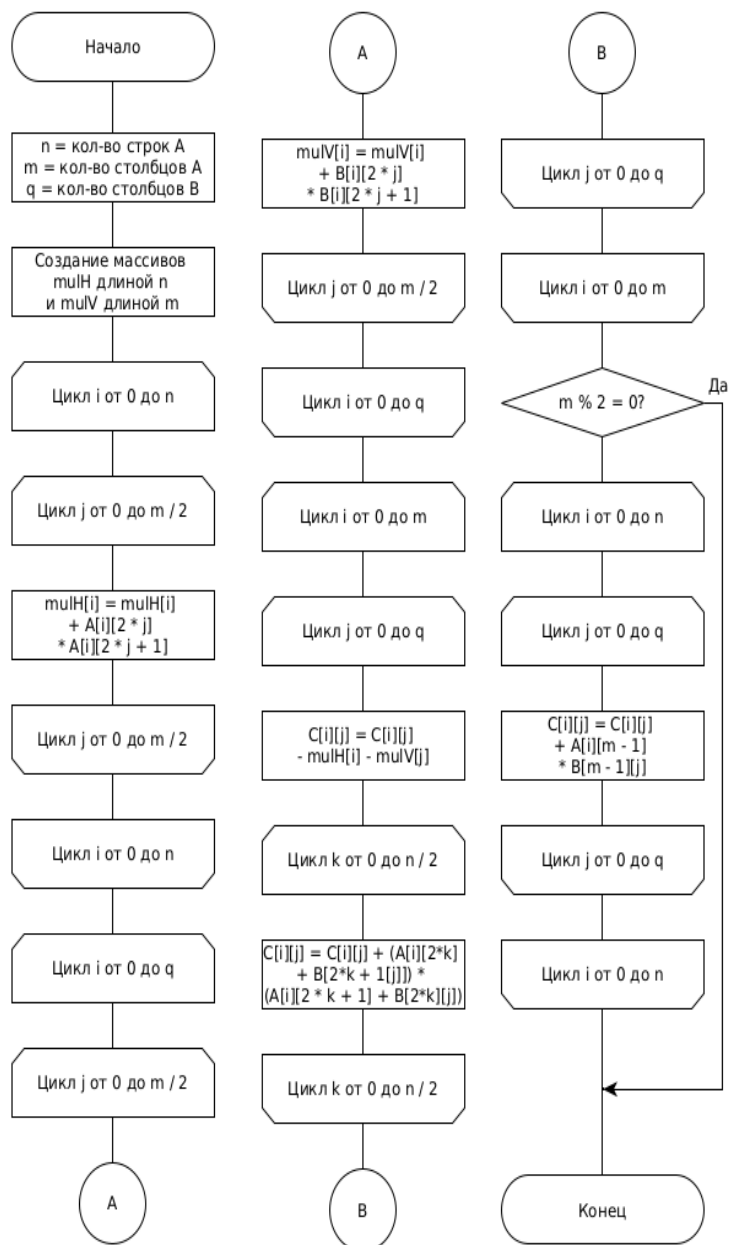 Начало
n = кол-во строк A
m = кол-во столбцов A
q = кол-во столбцов B
Создание массивов
mulH длиной n
и mulV длиной m
Цикл i от 0 до n
Цикл j от 0 до m / 2
mulH[i] = mulH[i]
+ A[i][2 * j]
* A[i][2 * j + 1]
Цикл j от 0 до m / 2
Цикл i от 0 до n
Цикл i от 0 до q
Цикл j от 0 до m / 2
A
A
mulV[i] = mulV[i]
+ B[i][2 * j]
* B[i][2 * j + 1]
Цикл j от 0 до m / 2
Цикл i от 0 до q
Цикл i от 0 до m
Цикл j от 0 до q
C[i][j] = C[i][j]
- mulH[i] - mulV[j]
Цикл k от 0 до n / 2
C[i][j] = C[i][j] + (A[i][2*k]
+ B[2*k + 1[j]]) *
(A[i][2 * k + 1] + B[2*k][j])
Цикл k от 0 до n / 2
B
B
Цикл j от 0 до q
Цикл i от 0 до m
m % 2 = 0?
Да
Цикл i от 0 до n
Цикл j от 0 до q
C[i][j] = C[i][j]
+ A[i][m - 1]
* B[m - 1][j]
Цикл j от 0 до q
Цикл i от 0 до n
Конец